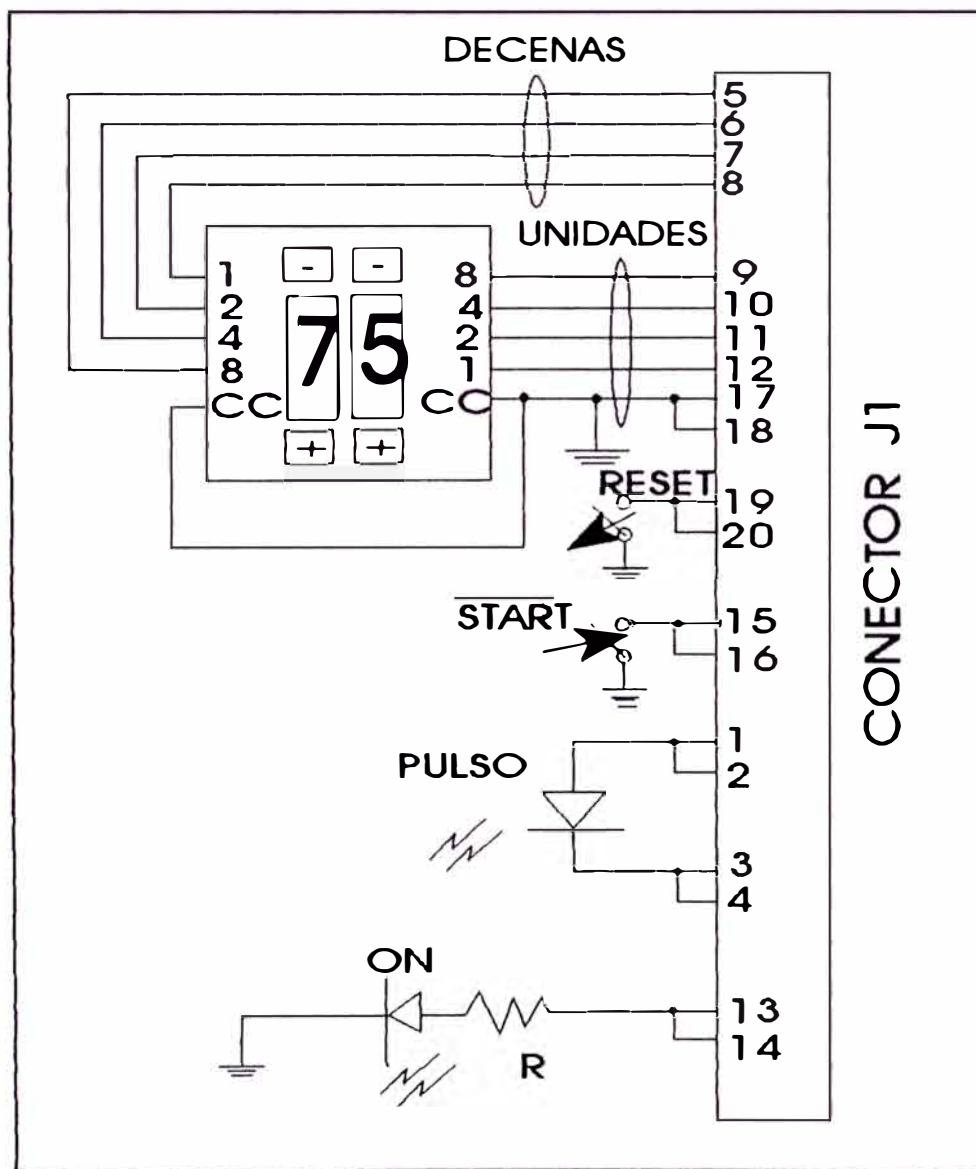 DECENAS
5
6
7
8
UNIDADES
1 - - 8 9
2 4 10
4 75 2 11
8 1 12
CC CC 17
18
+ +
RESET 19
20
START 15
16
1
PULSO 2
3
4
ON
13
14
R
CONECTOR J1